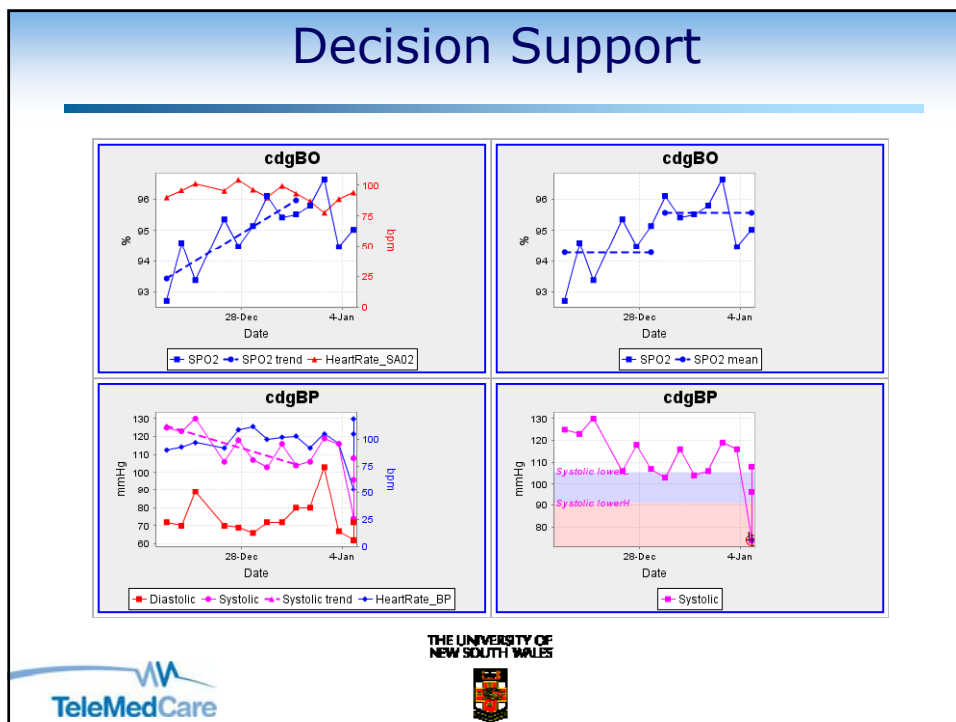 Decision Support
cdgBO
96
95
94
93
%
100
75
50
25
0
bpm
28-Dec 4-Jan
Date
SPO2 SPO2 trend HeartRate_SA02
cdgBO
96
95
94
93
%
28-Dec 4-Jan
Date
SPO2 SPO2 mean
cdgBP
130
120
110
100
90
80
70
60
mmHg
100
75
50
25
0
bpm
28-Dec 4-Jan
Date
Diastolic Systolic Systolic trend HeartRate_BP
cdgBP
130
120
110
100
90
80
mmHg
Systolic lowerL
Systolic lowerH
28-Dec 4-Jan
Date
Systolic
THE UNIVERSITY OF
NEW SOUTH WALES
TeleMedCare